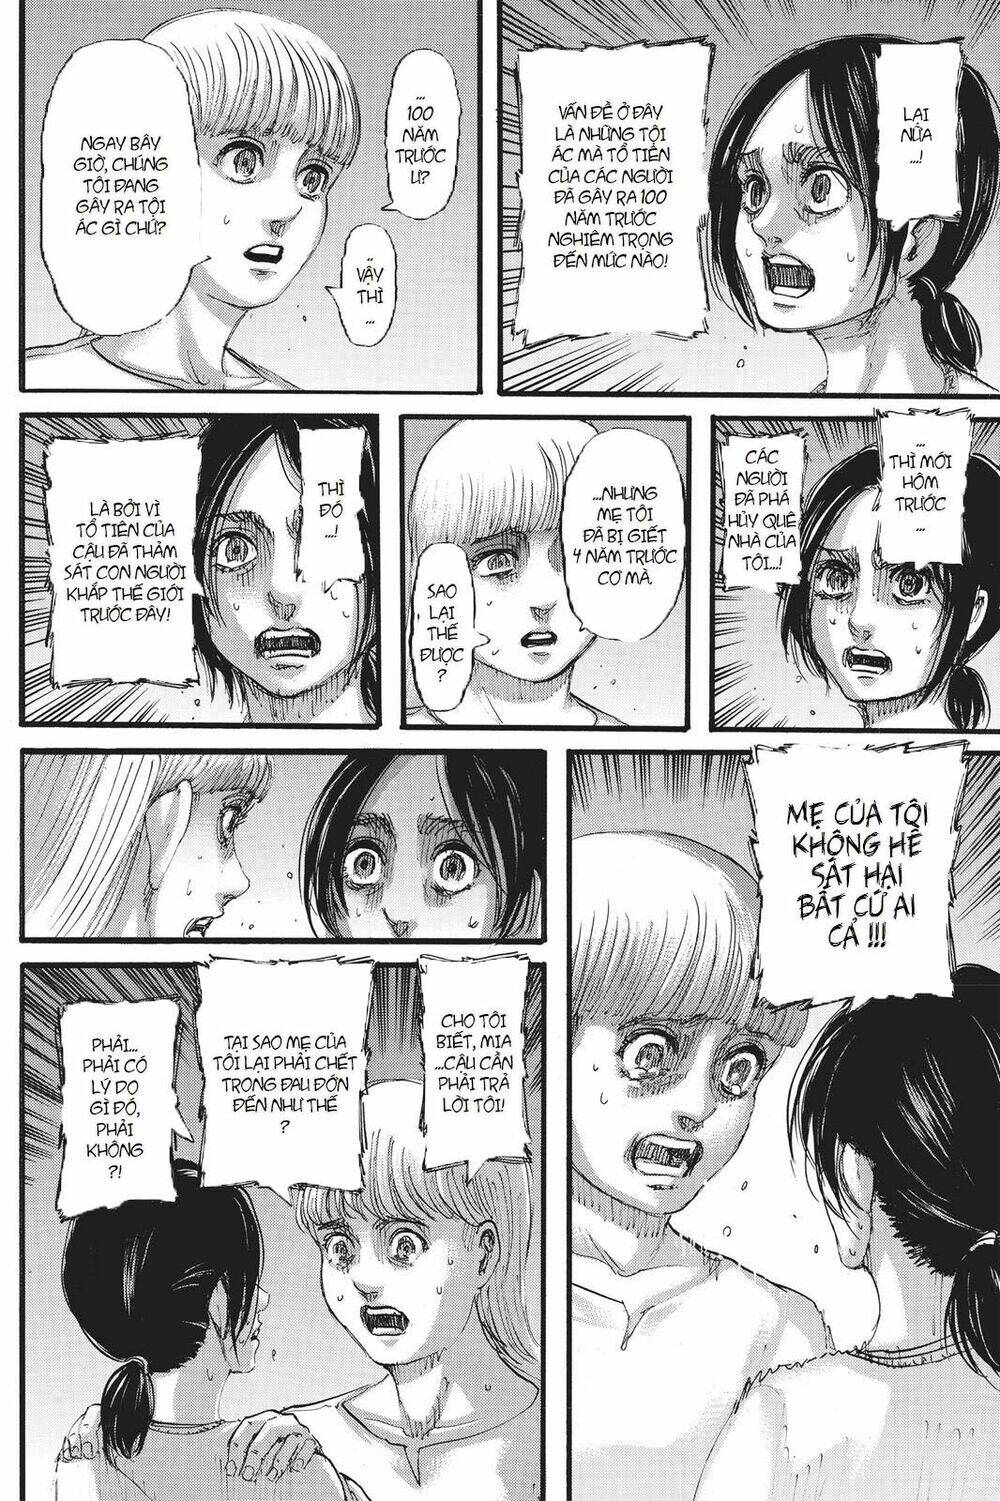 LẠI
NỮA
...!
VẤN ĐỀ Ở ĐÂY
LÀ NHỮNG TỘI
ÁC MÀ TỔ TIÊN
CỦA CÁC NGƯỜI
ĐÃ GÂY RA 100
NĂM TRƯỚC
NGHIÊM TRỌNG
ĐẾN MỨC NÀO!
...
100
NĂM
TRƯỚC
Ư?
..
VẬY
THÌ
...
NGAY BÂY
GIỜ, CHÚNG
TÔI ĐANG
GÂY RA TỘI
ÁC GÌ CHỨ?
...
THÌ MỚI
HÔM
TRƯỚC
...
CÁC
NGƯỜI
ĐÃ PHÁ
HỦY QUÊ
NHÀ CỦA
TÔI...!
...NHƯNG
MẸ TÔI
ĐÃ BỊ GIẾT
4 NĂM TRƯỚC
CƠ MÀ.
SAO
LẠI
THẾ
ĐƯỢC
?
THÌ
ĐÓ
...!
LÀ BỞI VÌ
TỔ TIÊN CỦA
CẬU ĐÃ THẢM
SÁT CON NGƯỜI
KHẮP THẾ GIỚI
TRƯỚC ĐÂY!
MẸ CỦA TÔI
KHÔNG HỀ
SÁT HẠI
BẤT CỨ AI
CẢ !!!
CHO TÔI
BIẾT, MIA
...CẬU CẦN
PHẢI TRẢ
LỜI TÔI!
TẠI SAO MẸ CỦA
TÔI LẠI PHẢI CHẾT
TRONG ĐAU ĐỚN
ĐẾN NHƯ THẾ
?
PHẢI...
PHẢI CÓ
LÝ DO
GÌ ĐÓ,
PHẢI
KHÔNG
?!